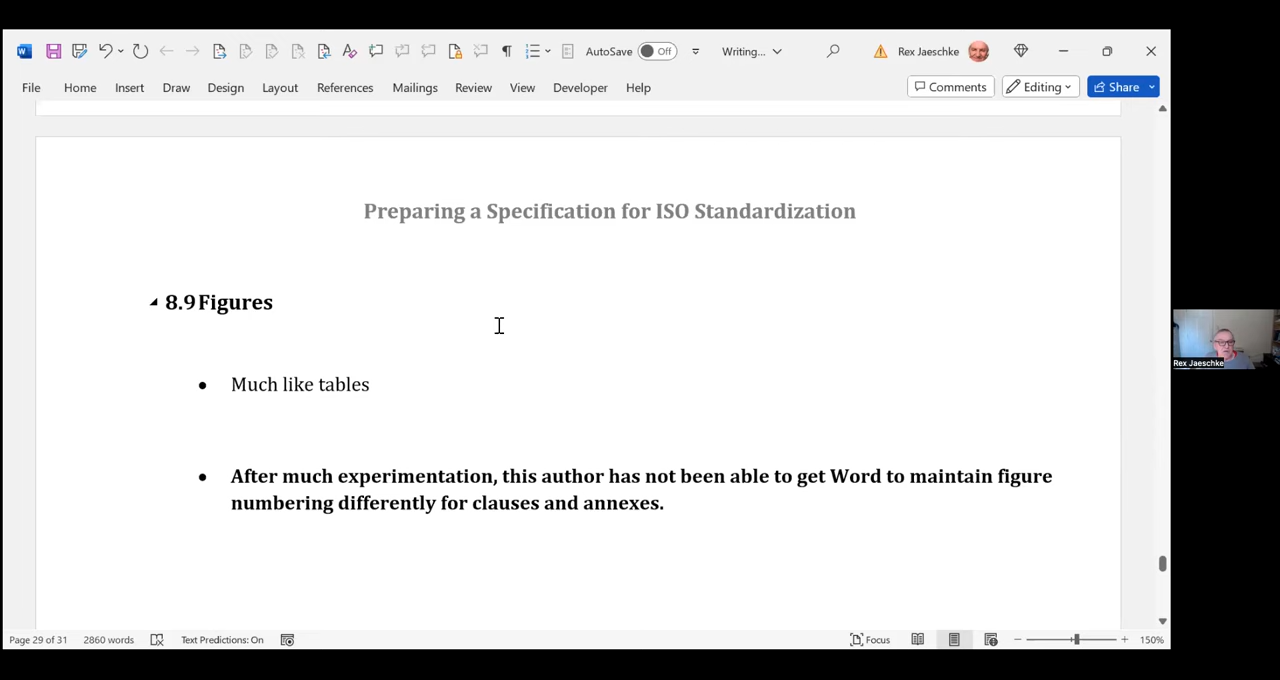 AutoSave Off Writing... Rex Jaeschke
File Home Insert Draw Design Layout References Mailings Review View Developer Help Comments Editing Share
Preparing a Specification for ISO Standardization
8.9 Figures
• Much like tables
• After much experimentation, this author has not been able to get Word to maintain figure
numbering differently for clauses and annexes.
Rex Jaeschke
Page 29 of 31 2860 words Text Predictions: On Focus 150%